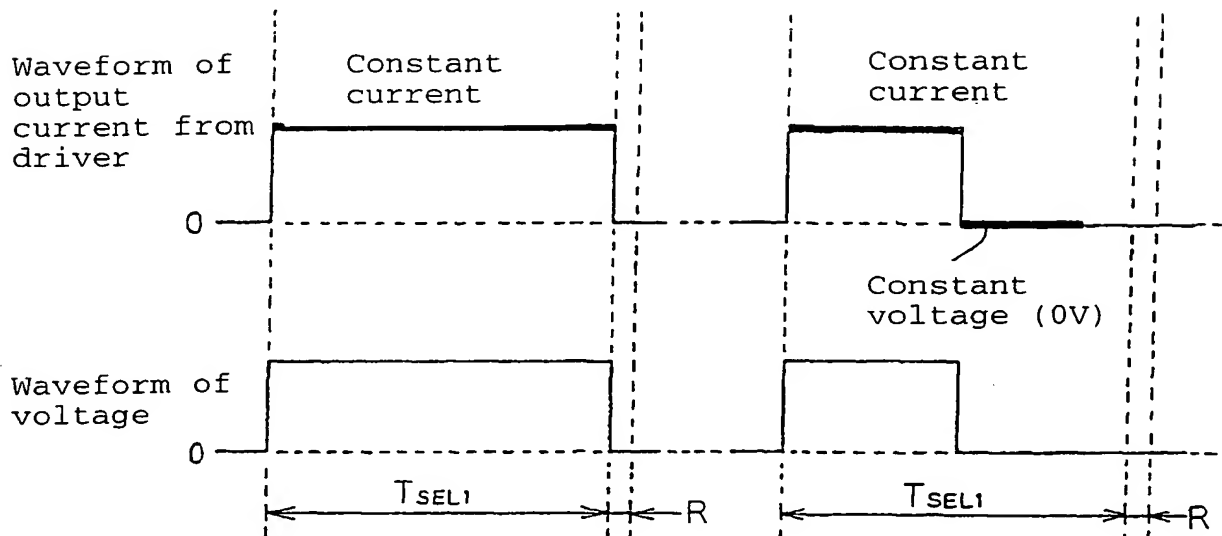 Waveform of
output
current from
driver
Constant
current
Constant
current
0
Constant
voltage (0V)
Waveform of
voltage
0
TSEL1
R
TSEL1
R